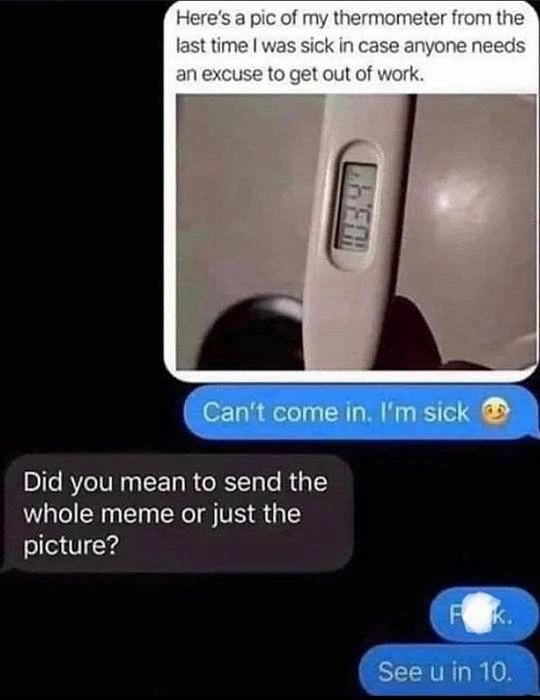 Here's a pic of my thermometer from the
last time I was sick in case anyone needs
an excuse to get out of work.
Can't come in. I'm sick 🤒
Did you mean to send the
whole meme or just the
picture?
F k.
See u in 10.